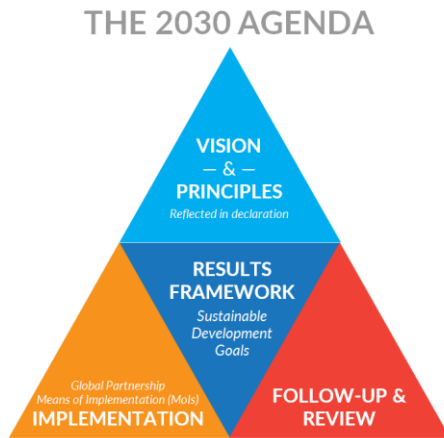 THE 2030 AGENDA
VISION
— & —
PRINCIPLES
Reflected in declaration
RESULTS
FRAMEWORK
Sustainable
Development
Goals
Global Partnership
Means of Implementation (MoIs)
IMPLEMENTATION
FOLLOW-UP &
REVIEW